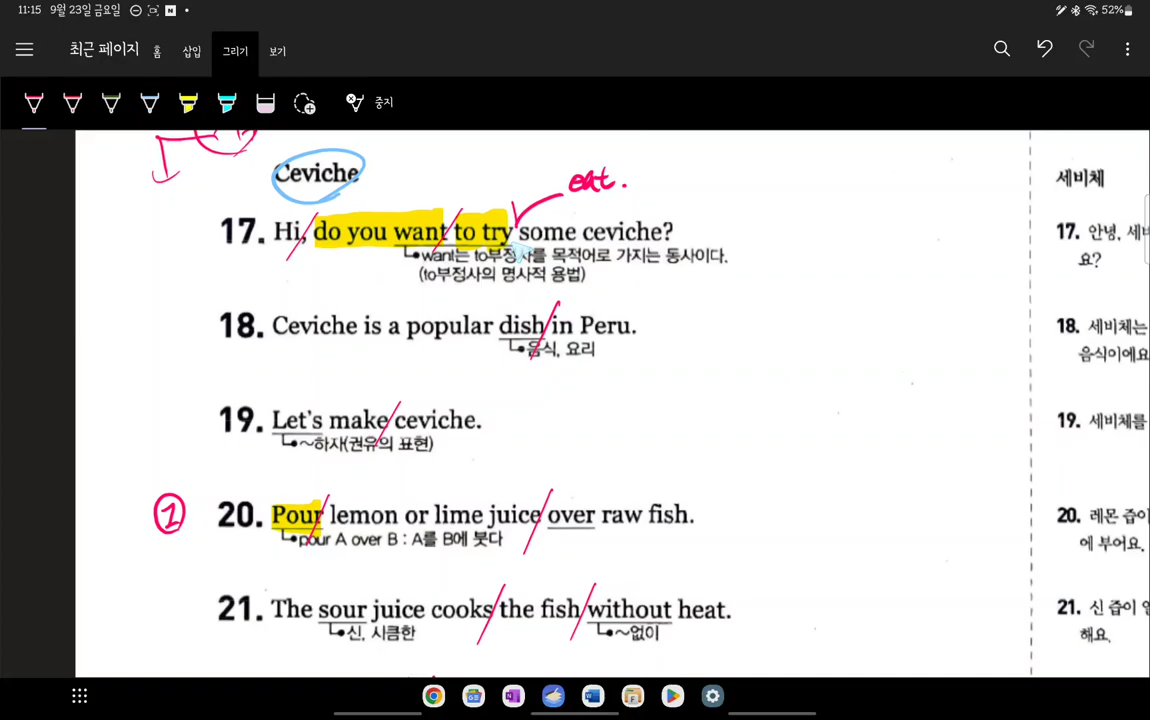 11:15 9월 23일 금요일 N 52%
최근 페이지 홈 삽입 그리기 보기
중지
Ceviche
세비체
eat.
17. Hi, do you want to try some ceviche?
want는 to부정사를 목적어로 가지는 동사이다.
(to부정사의 명사적 용법)
17. 안녕, 세비
요?
18. Ceviche is a popular dish in Peru.
음식, 요리
18. 세비체는
음식이에요
19. Let's make ceviche.
~하자(권유의 표현)
19. 세비체를
① 20. Pour lemon or lime juice over raw fish.
pour A over B : A를 B에 붓다
20. 레몬 즙이
에 부어요.
21. The sour juice cooks the fish without heat.
신, 시큼한
~없이
21. 신 즙이 열
해요.